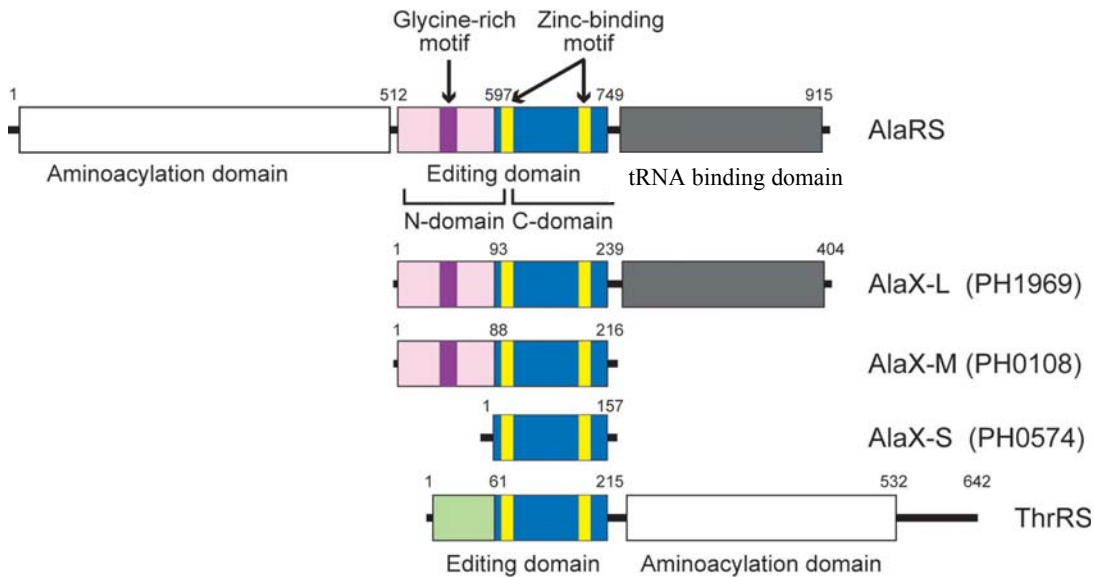 Glycine-rich motif
Zinc-binding motif
1 512 597 749 915
AlaRS
Aminoacylation domain
Editing domain
tRNA binding domain
N-domain C-domain
1 93 239 404
AlaX-L (PH1969)
1 88 216
AlaX-M (PH0108)
1 157
AlaX-S (PH0574)
1 61 215 532 642
ThrRS
Editing domain
Aminoacylation domain